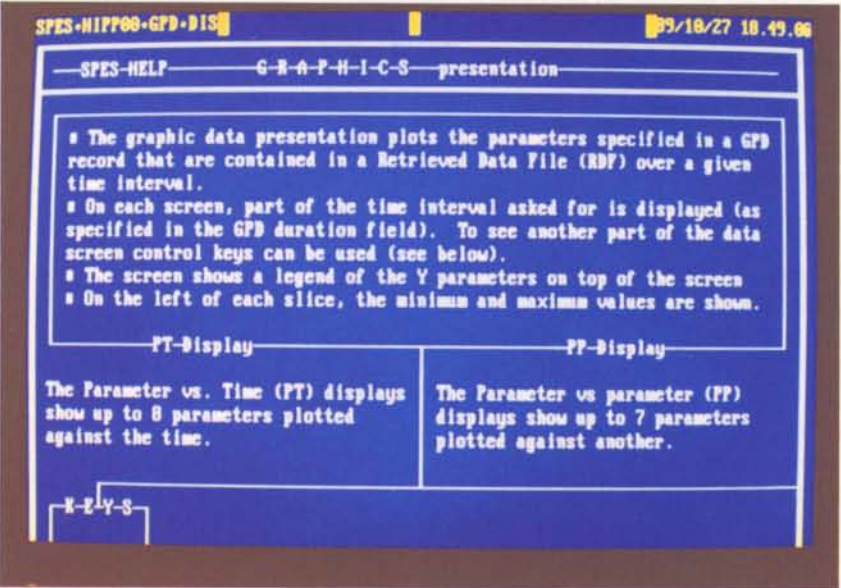 SPES-HIPP00-GPD-DIS
89/10/27 10.49.06
SPES-HELP G-R-A-P-H-I-C-S presentation
The graphic data presentation plots the parameters specified in a GPD
record that are contained in a Retrieved Data File (RDF) over a given
time interval.
On each screen, part of the time interval asked for is displayed (as
specified in the GPD duration field). To see another part of the data
screen control keys can be used (see below).
The screen shows a legend of the Y parameters on top of the screen
On the left of each slice, the minimum and maximum values are shown.
PT-Display
The Parameter vs. Time (PT) displays
show up to 8 parameters plotted
against the time.
PP-Display
The Parameter vs parameter (PP)
displays show up to 7 parameters
plotted against another.
K-E-Y-S